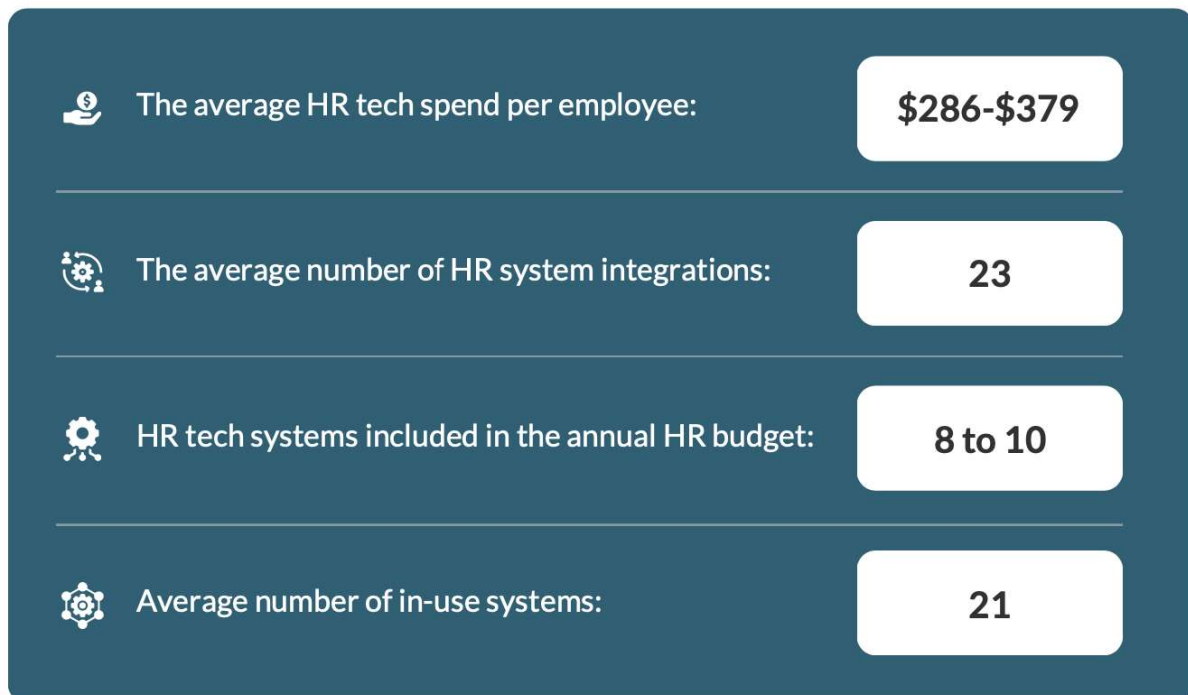 The average HR tech spend per employee:
$286-$379
The average number of HR system integrations:
23
HR tech systems included in the annual HR budget:
8 to 10
Average number of in-use systems:
21